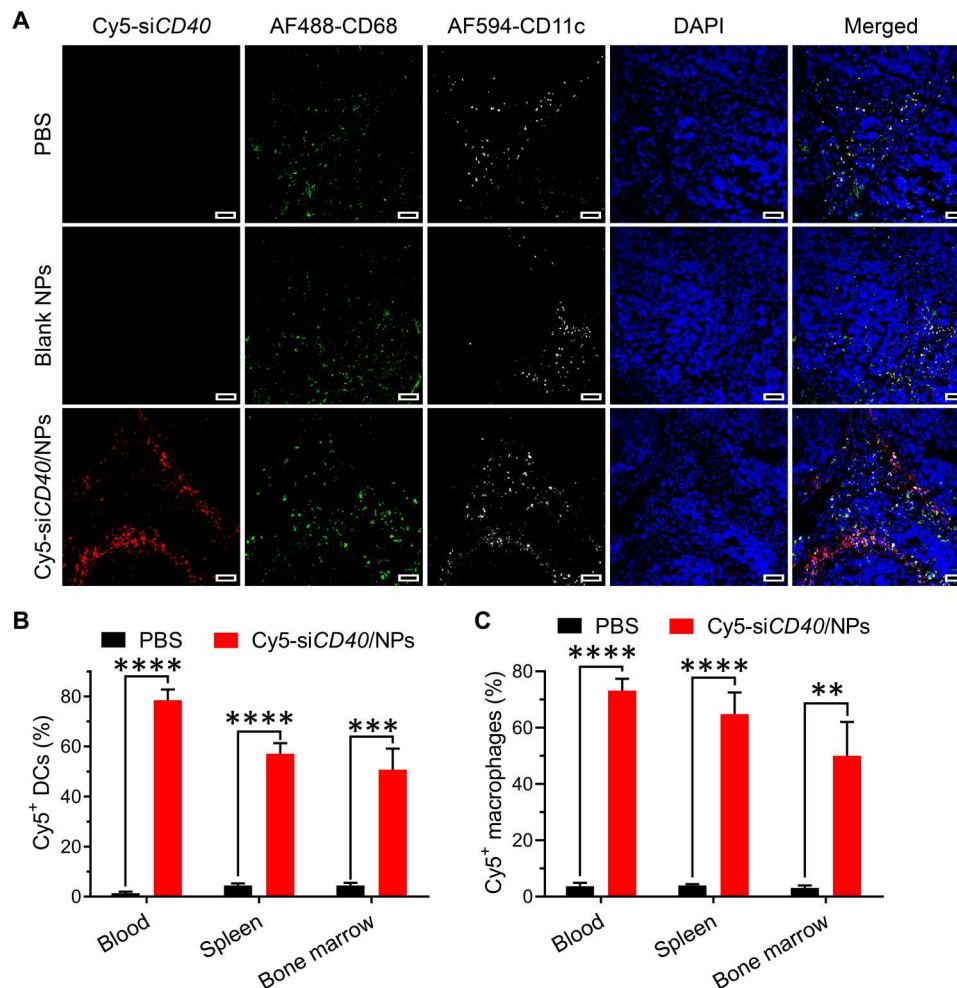 A
Cy5-siCD40 AF488-CD68 AF594-CD11c DAPI Merged
PBS
Blank NPs
Cy5-siCD40/NPs
B
PBS Cy5-siCD40/NPs
Cy5+ DCs (%)
80
60
40
20
0
**** **** ***
Blood Spleen Bone marrow
C
PBS Cy5-siCD40/NPs
Cy5+ macrophages (%)
80
60
40
20
0
**** **** **
Blood Spleen Bone marrow